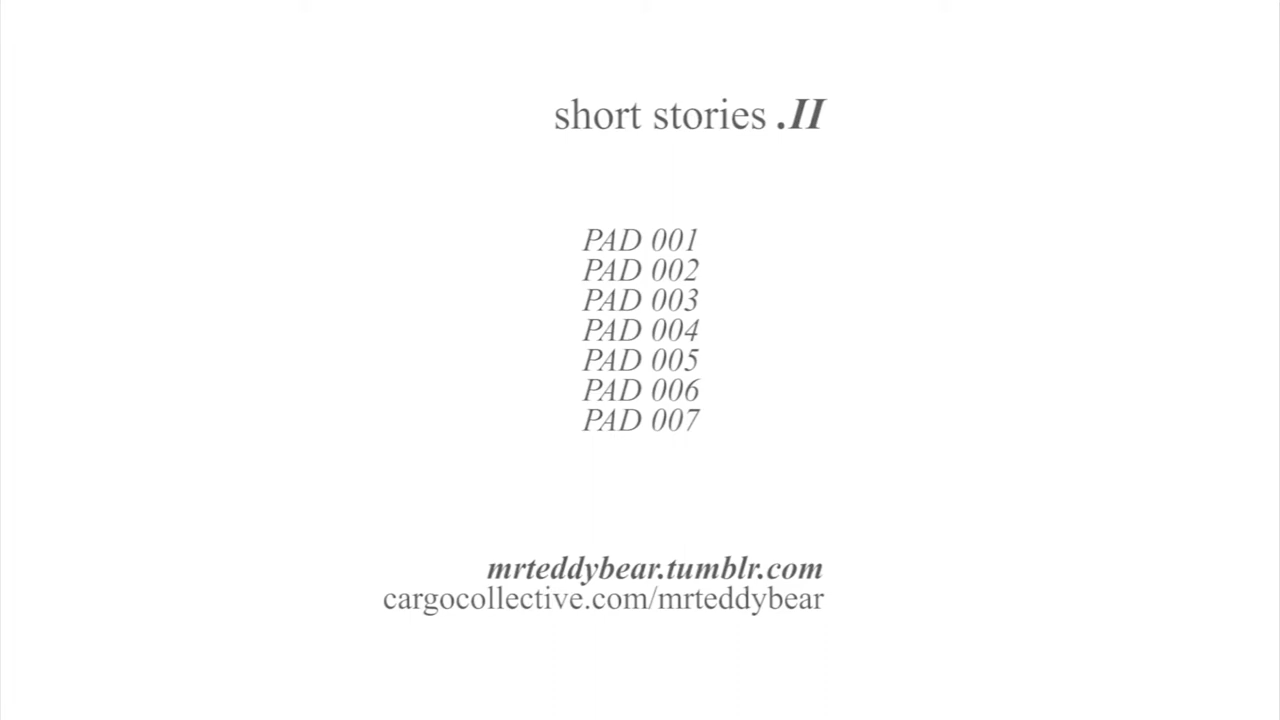 short stories .II
PAD 001
PAD 002
PAD 003
PAD 004
PAD 005
PAD 006
PAD 007
mrteddybear.tumblr.com
cargocollective.com/mrteddybear